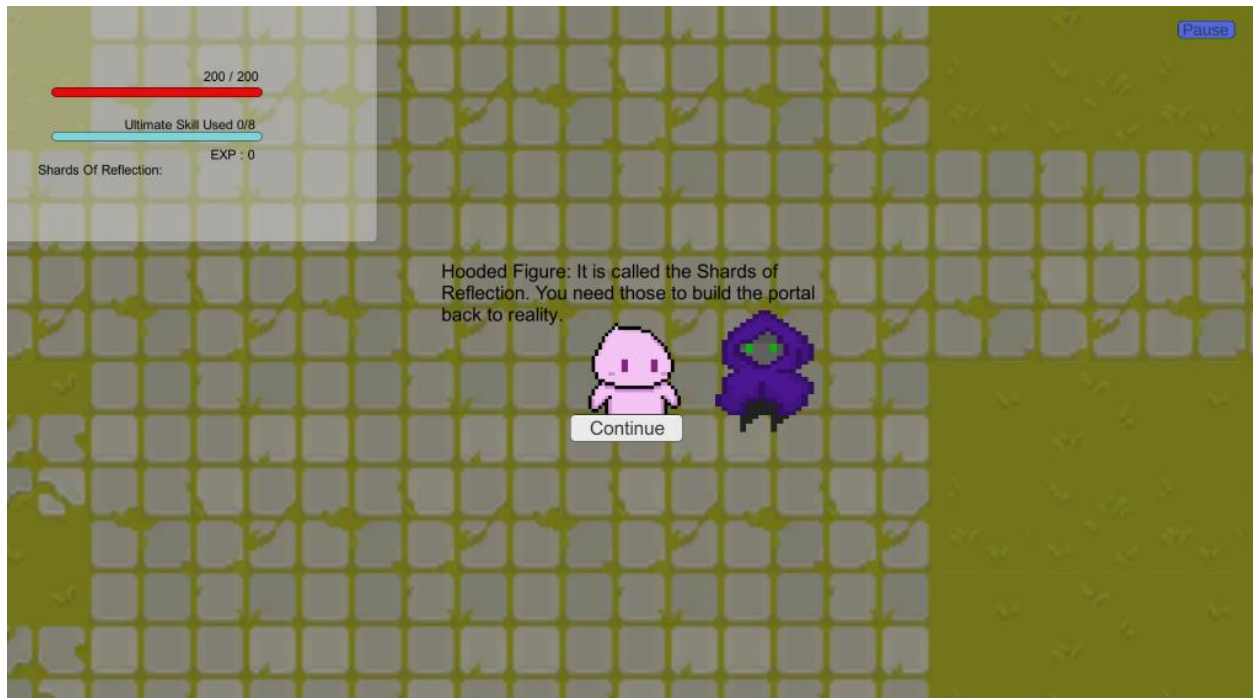 Pause
200 / 200
Ultimate Skill Used 0/8
EXP : 0
Shards Of Reflection:
Hooded Figure: It is called the Shards of
Reflection. You need those to build the portal
back to reality.
Continue